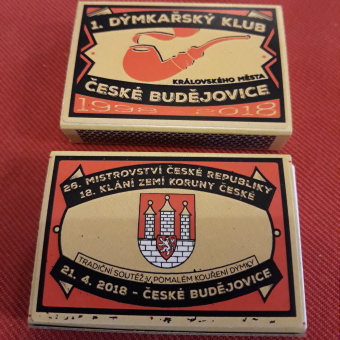 1. DÝMKAŘSKÝ KLUB
KRÁLOVSKÉHO MĚSTA
ČESKÉ BUDĚJOVICE
1998 2018
26. MISTROVSTVÍ ČESKÉ REPUBLIKY
18. KLÁNÍ ZEMÍ KORUNY ČESKÉ
TRADIČNÍ SOUTĚŽ V POMALÉM KOUŘENÍ DÝMKY
21. 4. 2018 - ČESKÉ BUDĚJOVICE